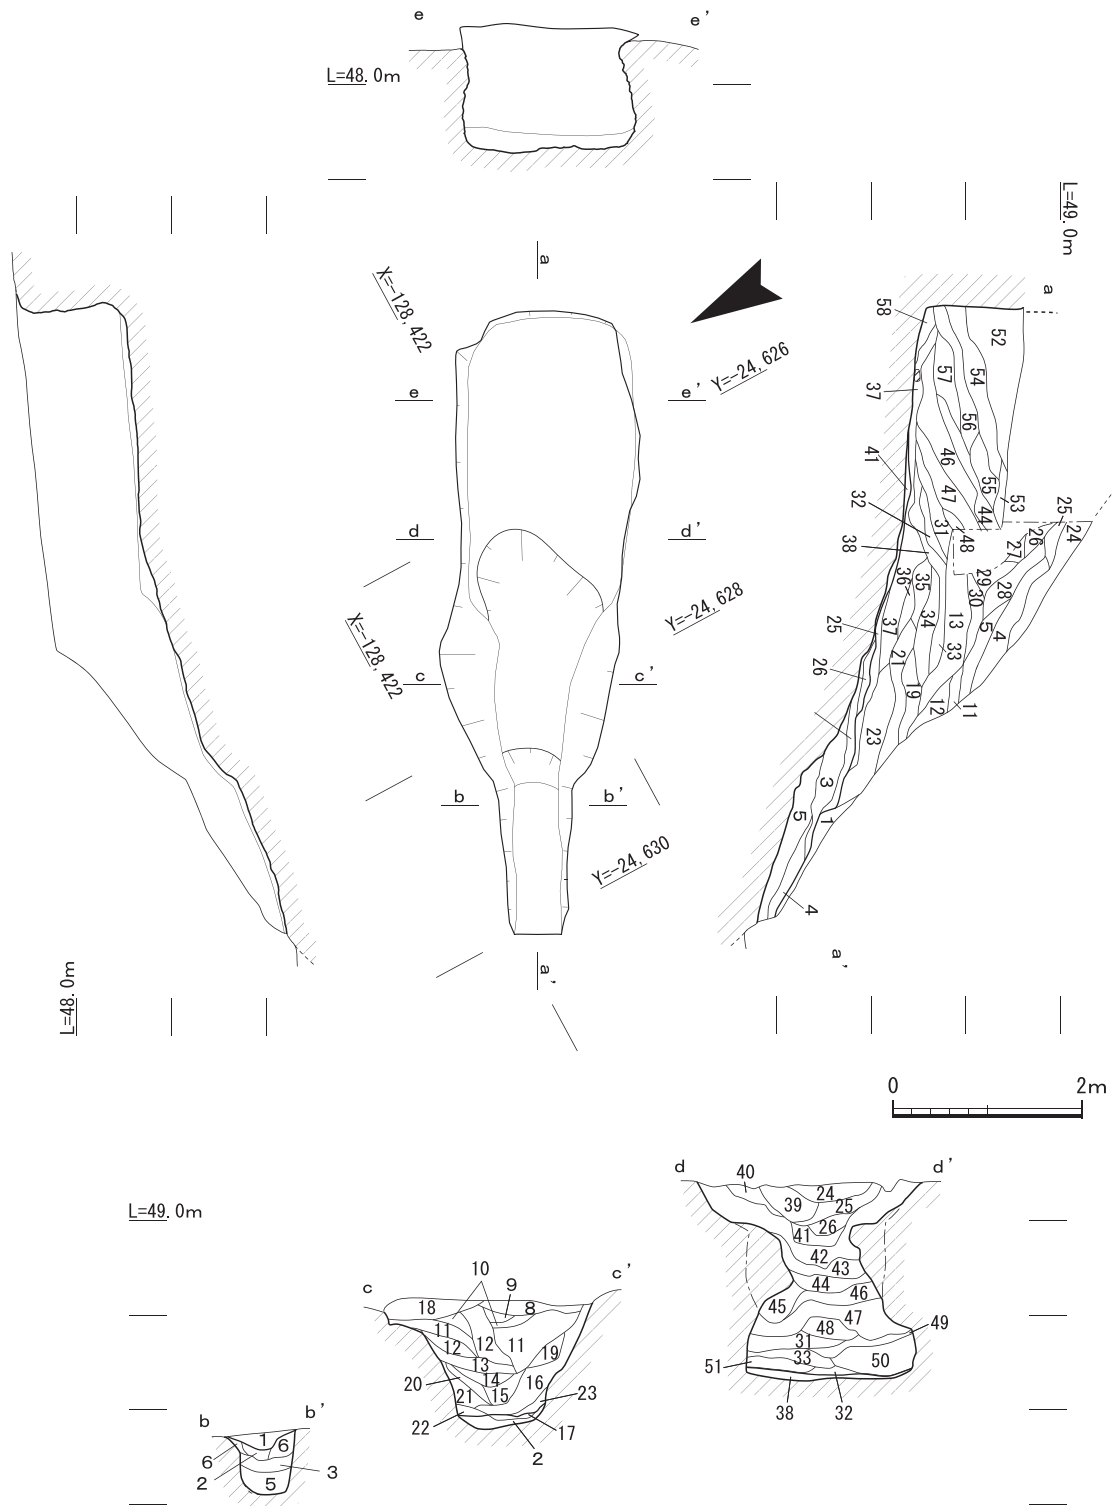 e
e'
L=48.0m
L=49.0m
a
a
X=-128,422
58
52
Y=-24,626
57
54
e
e'
37
56
41
46
55
53
32
47
44
25
d
d'
31
48
26
24
38
27
36
35
29
28
30
Y=-24,628
34
13
5
4
25
37
33
X=-128,422
21
26
c
c'
19
12
11
23
b
b'
3
5
1
Y=-24,630
4
a'
a'
L=48.0m
0
2m
d
d'
40
24
39
25
L=49.0m
26
41
42
43
44
46
45
47
49
48
31
33
50
51
38
32
c
c'
10
9
18
8
11
12
12
11
19
13
14
16
20
21
15
23
22
17
2
b
b'
1
6
6
2
3
5